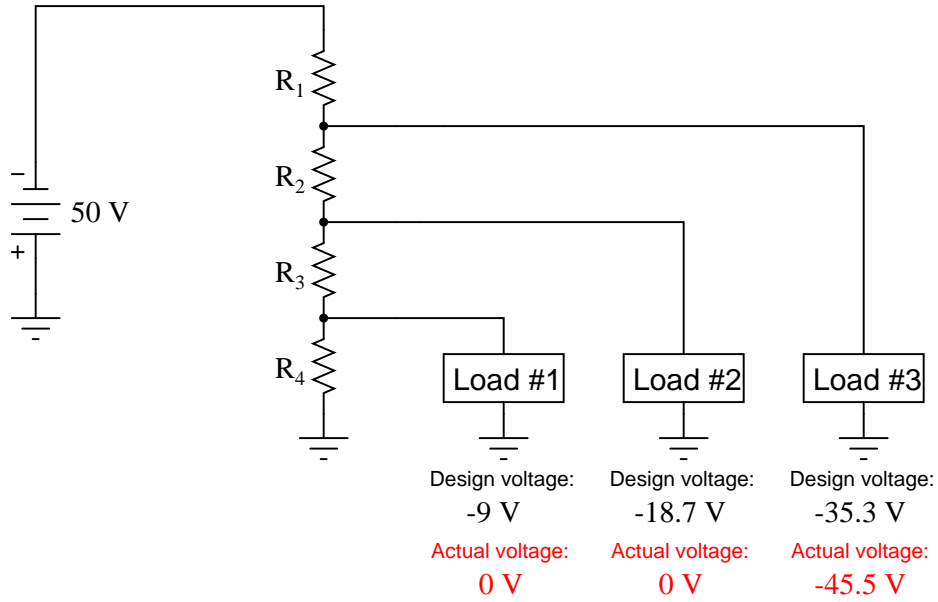 R1
−
R2
50 V
+
R3
R4
Load #1 Load #2 Load #3
Design voltage: Design voltage: Design voltage:
-9 V -18.7 V -35.3 V
Actual voltage: Actual voltage: Actual voltage:
0 V 0 V -45.5 V